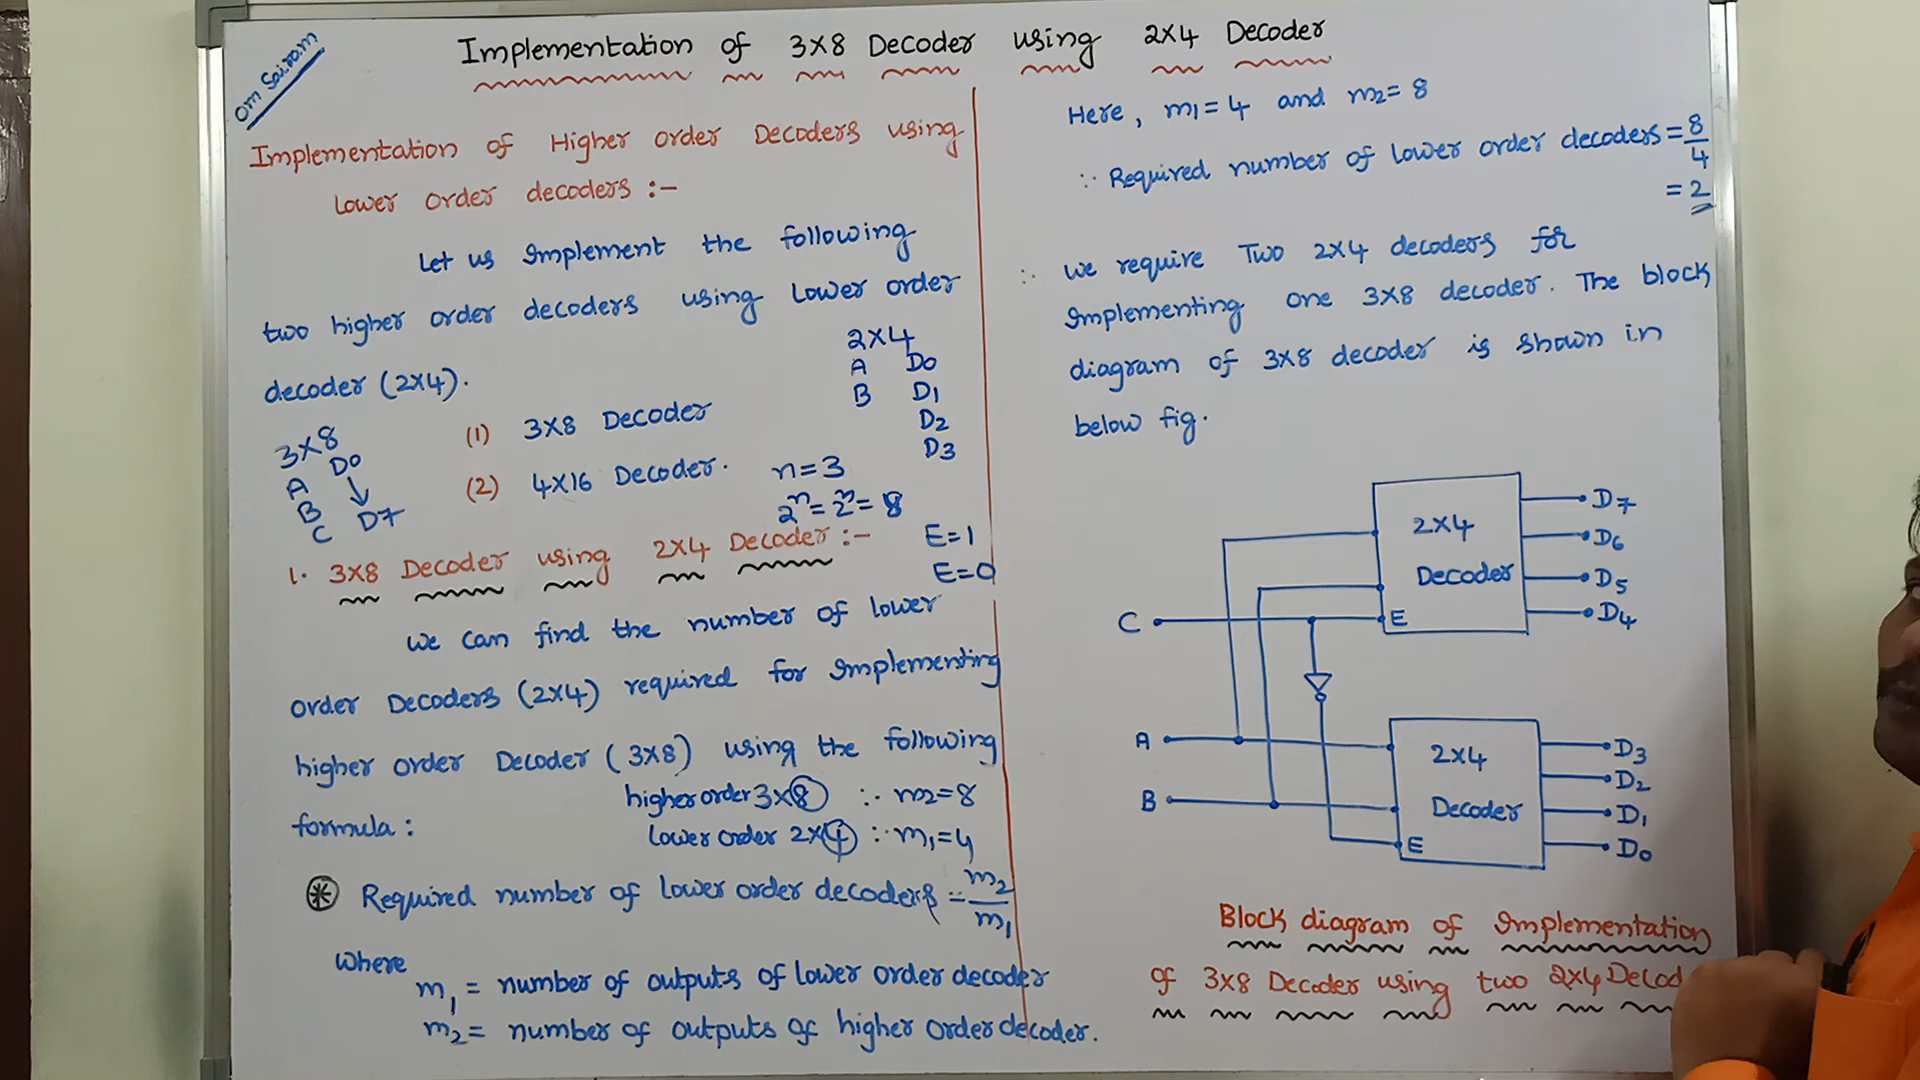 Om Sairam
Implementation of 3x8 Decoder using 2x4 Decoder
Implementation of Higher order Decoders using
Lower order decoders :-
Let us Implement the following
two higher order decoders using Lower order
decoder (2x4).
2x4
A D0
B D1
D2
D3
3x8
A D0
B
C D7
(1) 3x8 Decoder
(2) 4x16 Decoder.
n=3
2^n = 2^n = 8
E=1
E=0
1. 3x8 Decoder using 2x4 Decoder :-
we can find the number of lower
order Decoders (2x4) required for Implementing
higher order Decoder (3x8) using the following
formula :
higher order 3x8 ∴ m2=8
lower order 2x4 ∴ m1=4
Required number of lower order decoders = m2/m1
where
m1 = number of outputs of lower order decoder
m2 = number of outputs of higher order decoder.
Here, m1=4 and m2=8
∴ Required number of lower order decoders = 8/4
= 2
∴ we require Two 2x4 decoders for
Implementing one 3x8 decoder. The block
diagram of 3x8 decoder is shown in
below fig.
2x4
Decoder
E
D7
D6
D5
D4
C
A
B
2x4
Decoder
E
D3
D2
D1
D0
Block diagram of Implementation
of 3x8 Decoder using two 2x4 Decod